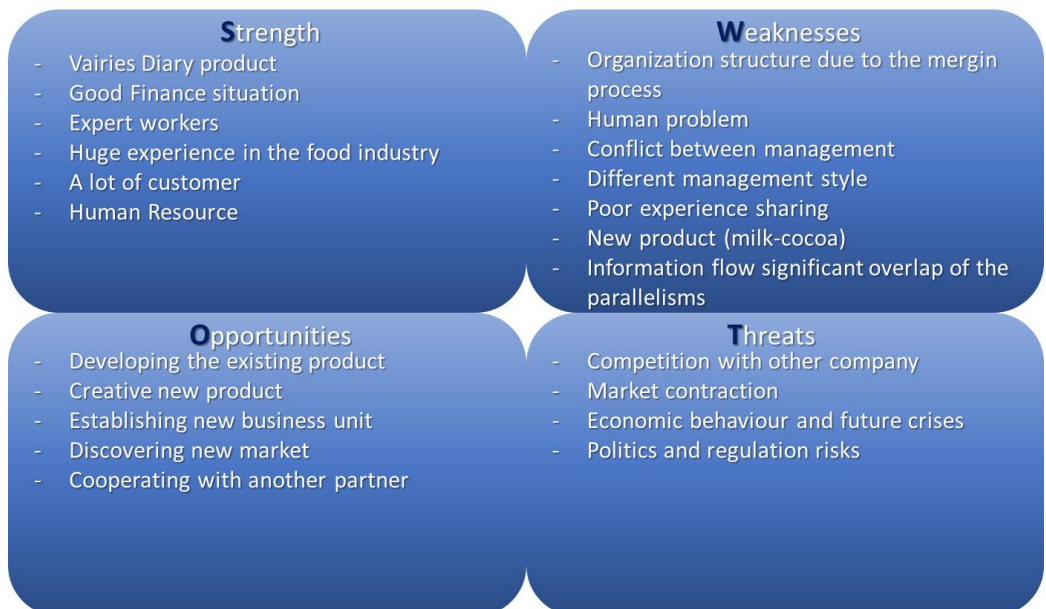 Strength
- Vairies Diary product
- Good Finance situation
- Expert workers
- Huge experience in the food industry
- A lot of customer
- Human Resource
Weaknesses
- Organization structure due to the mergin
process
- Human problem
- Conflict between management
- Different management style
- Poor experience sharing
- New product (milk-cocoa)
- Information flow significant overlap of the
parallelisms
Opportunities
- Developing the existing product
- Creative new product
- Establishing new business unit
- Discovering new market
- Cooperating with another partner
Threats
- Competition with other company
- Market contraction
- Economic behaviour and future crises
- Politics and regulation risks